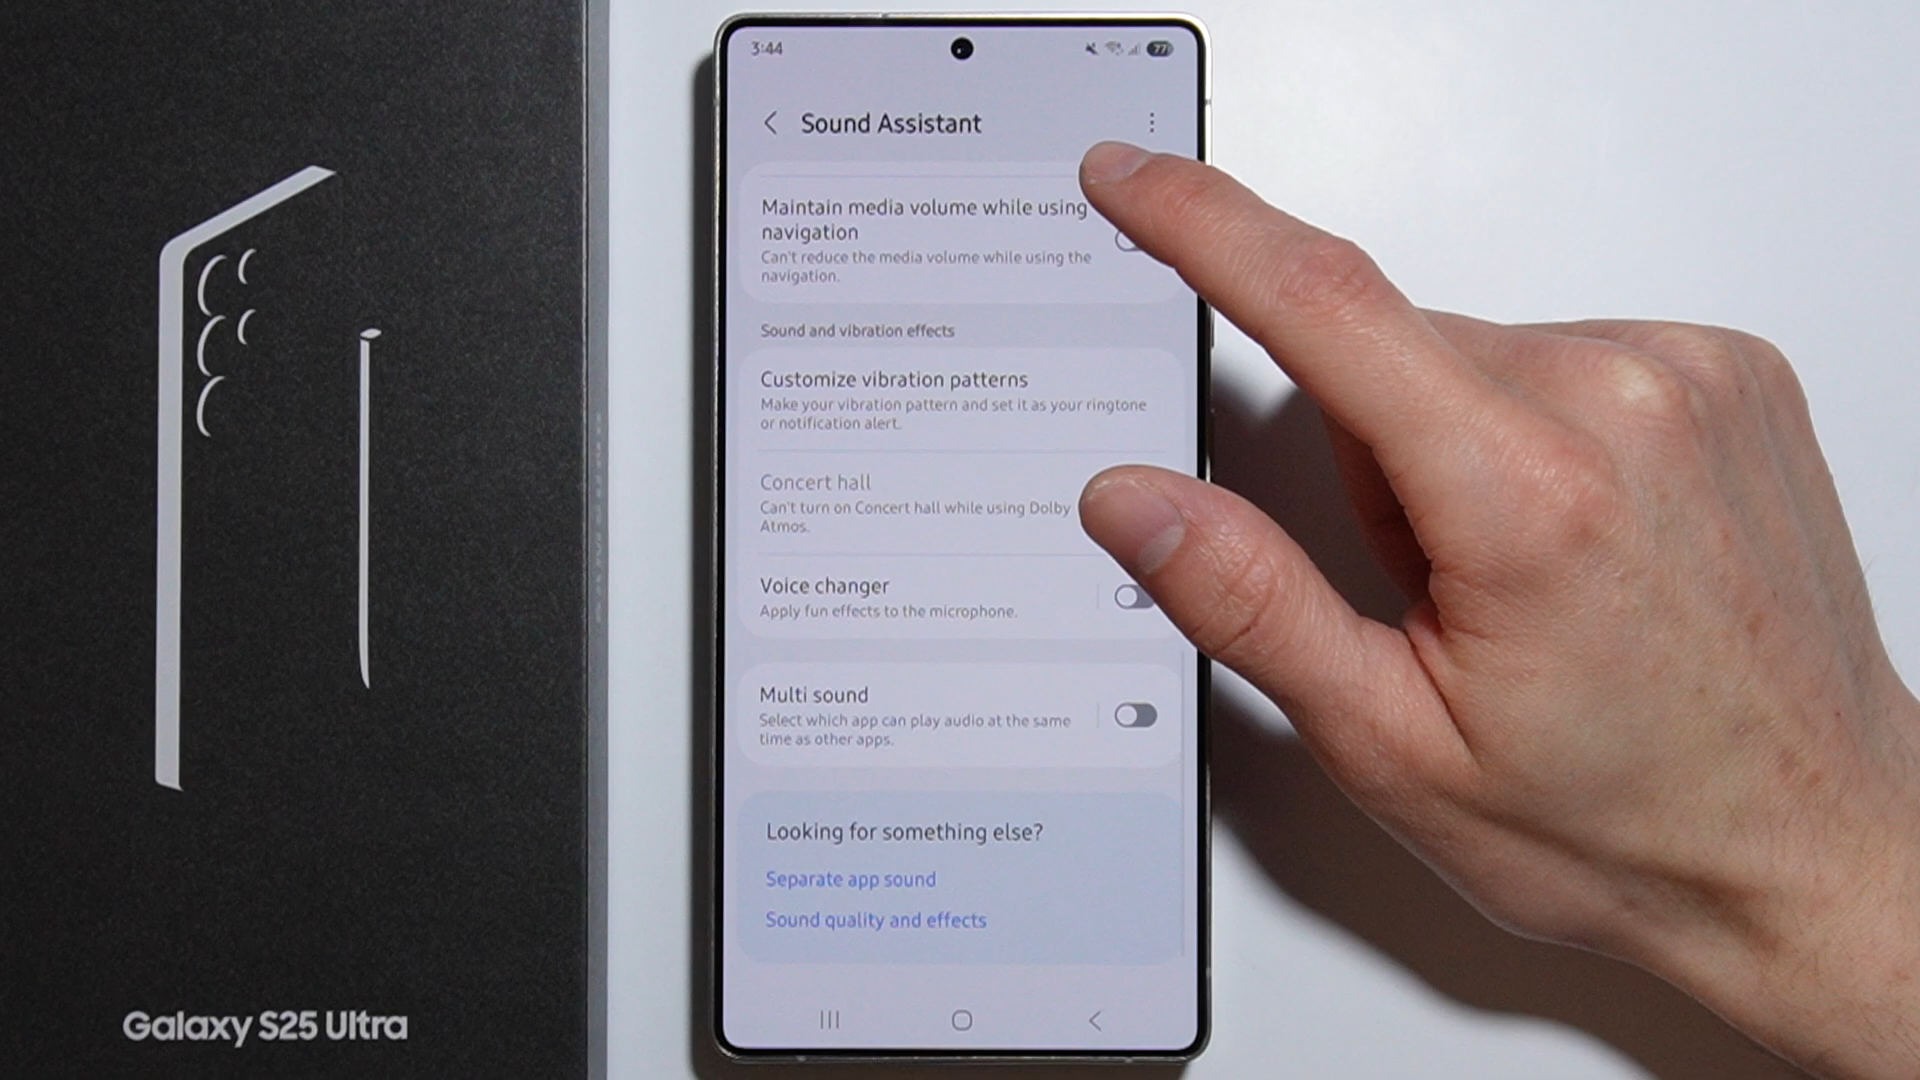 3:44
77
Sound Assistant
Maintain media volume while using
navigation
Can't reduce the media volume while using the
navigation.
Sound and vibration effects
Customize vibration patterns
Make your vibration pattern and set it as your ringtone
or notification alert.
Concert hall
Can't turn on Concert hall while using Dolby
Atmos.
Voice changer
Apply fun effects to the microphone.
Multi sound
Select which app can play audio at the same
time as other apps.
Looking for something else?
Separate app sound
Sound quality and effects
Galaxy S25 Ultra